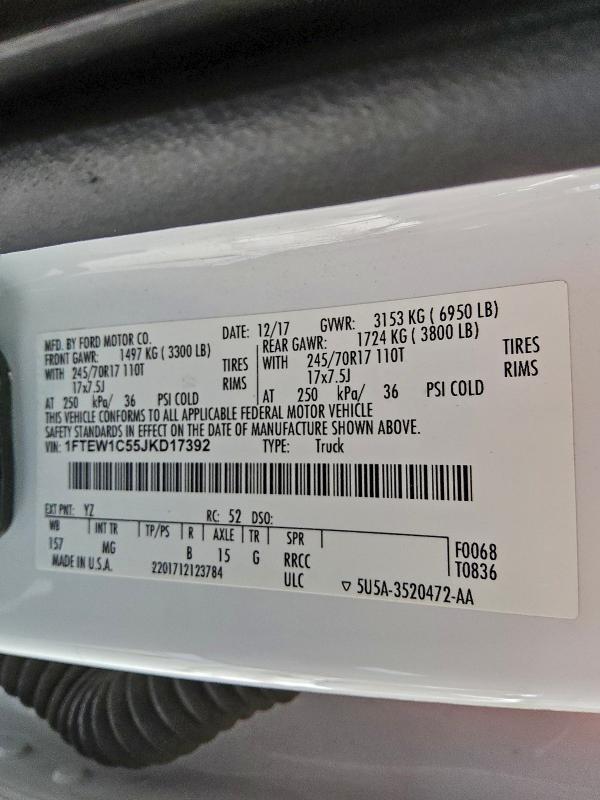 MFD. BY FORD MOTOR CO. DATE: 12/17 GVWR: 3153 KG ( 6950 LB)
FRONT GAWR: 1497 KG ( 3300 LB) REAR GAWR: 1724 KG ( 3800 LB)
WITH 245/70R17 110T TIRES WITH 245/70R17 110T TIRES
17x7.5J RIMS 17x7.5J RIMS
AT 250 kPa/ 36 PSI COLD AT 250 kPa/ 36 PSI COLD
THIS VEHICLE CONFORMS TO ALL APPLICABLE FEDERAL MOTOR VEHICLE
SAFETY STANDARDS IN EFFECT ON THE DATE OF MANUFACTURE SHOWN ABOVE.
VIN: 1FTEW1C55JKD17392 TYPE: Truck
EXT PNT: YZ RC: 52 DSO:
WB INT TR TP/PS R AXLE TR SPR
157 MG B 15 G RRCC F0068
MADE IN U.S.A. 2201712123784 ULC T0836
▽ 5U5A-3520472-AA